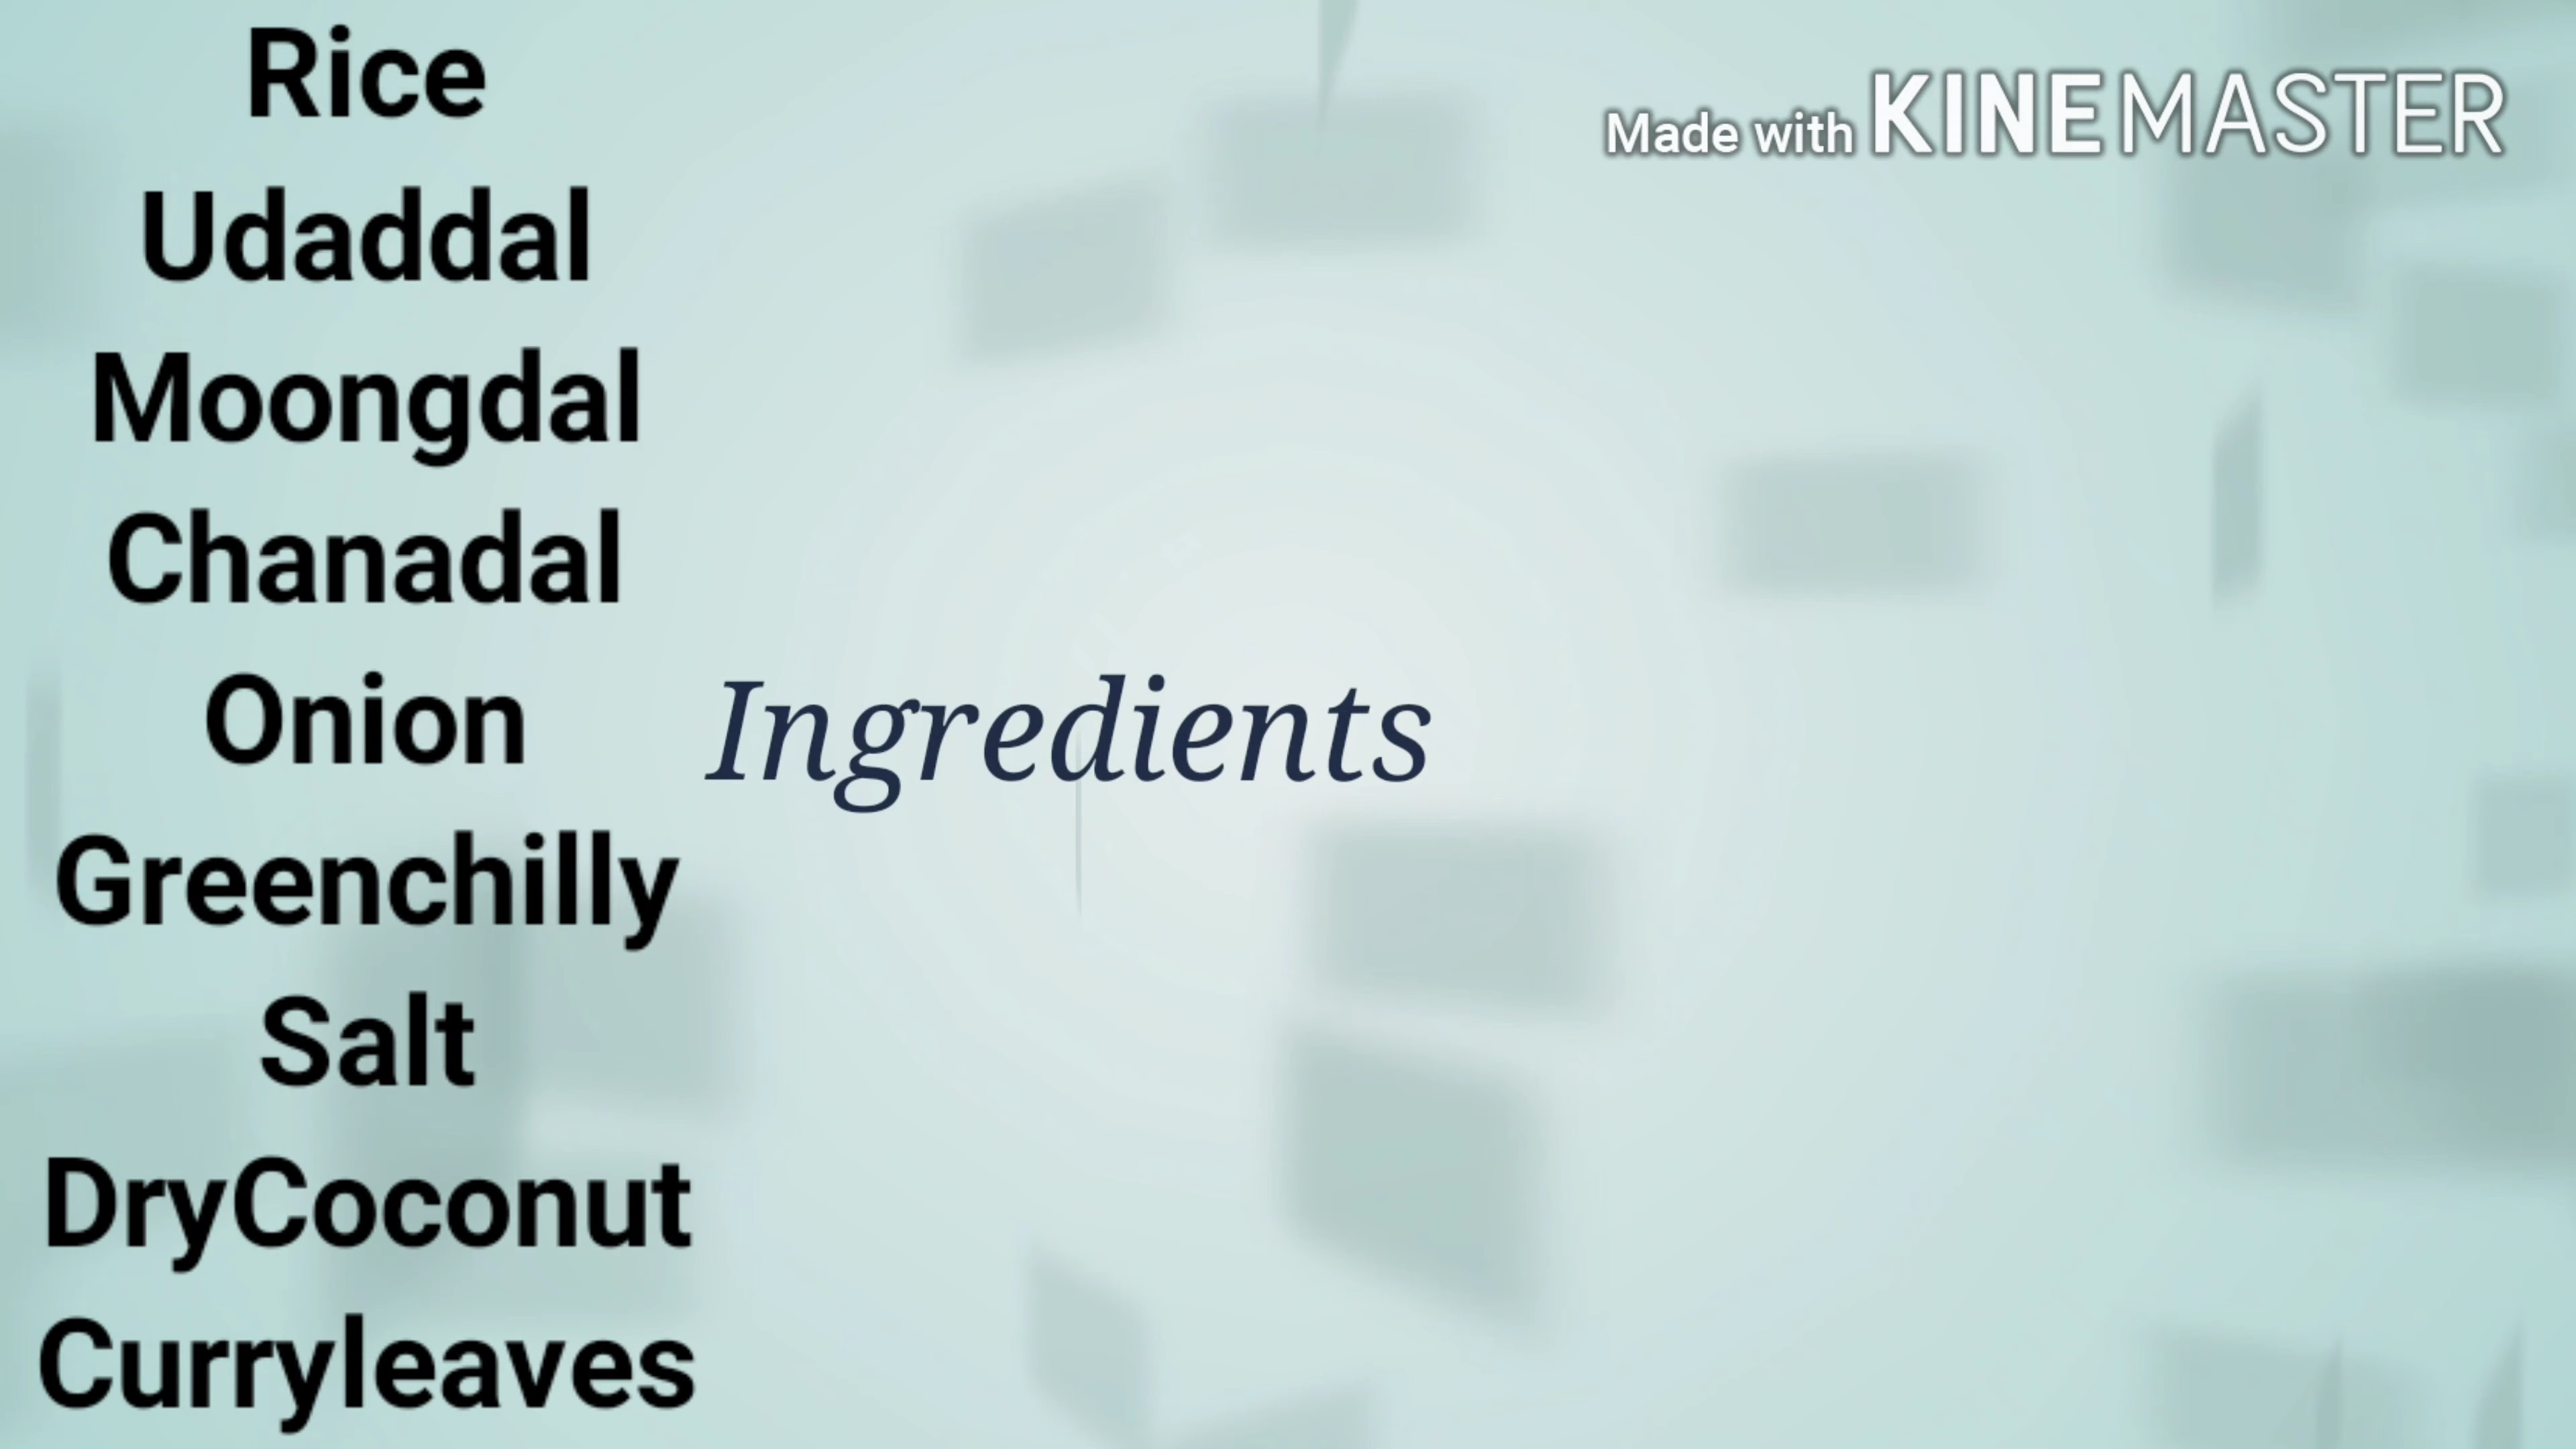 Rice
Udaddal
Moongdal
Chanadal
Onion
Greenchilly
Salt
DryCoconut
Curryleaves
Ingredients
Made with KINEMASTER